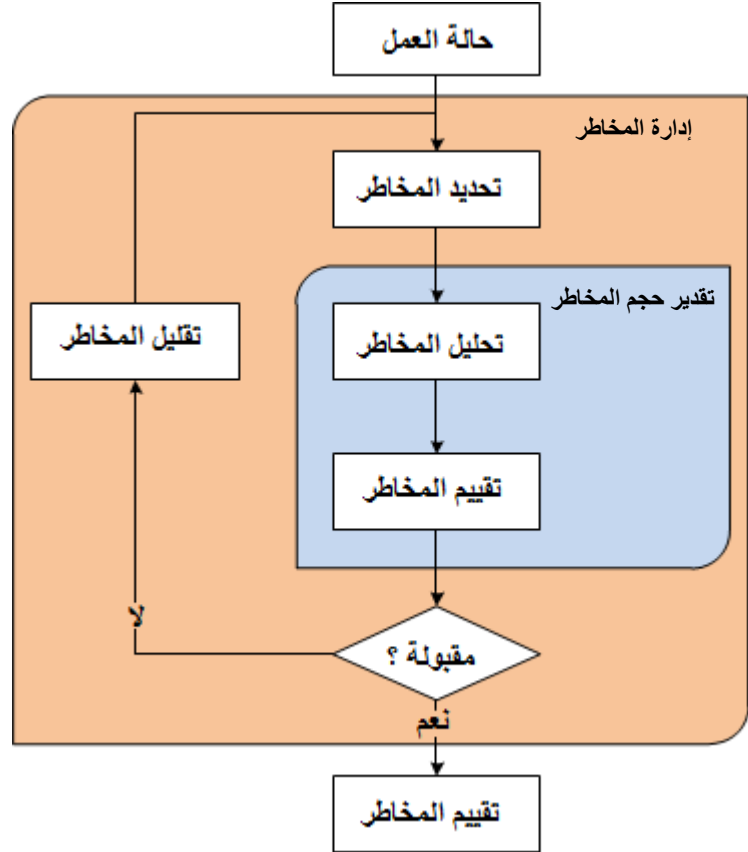 حالة العمل
إدارة المخاطر
تحديد المخاطر
تقدير حجم المخاطر
تحليل المخاطر
تقليل المخاطر
تقييم المخاطر
لا
مقبولة ؟
نعم
تقييم المخاطر